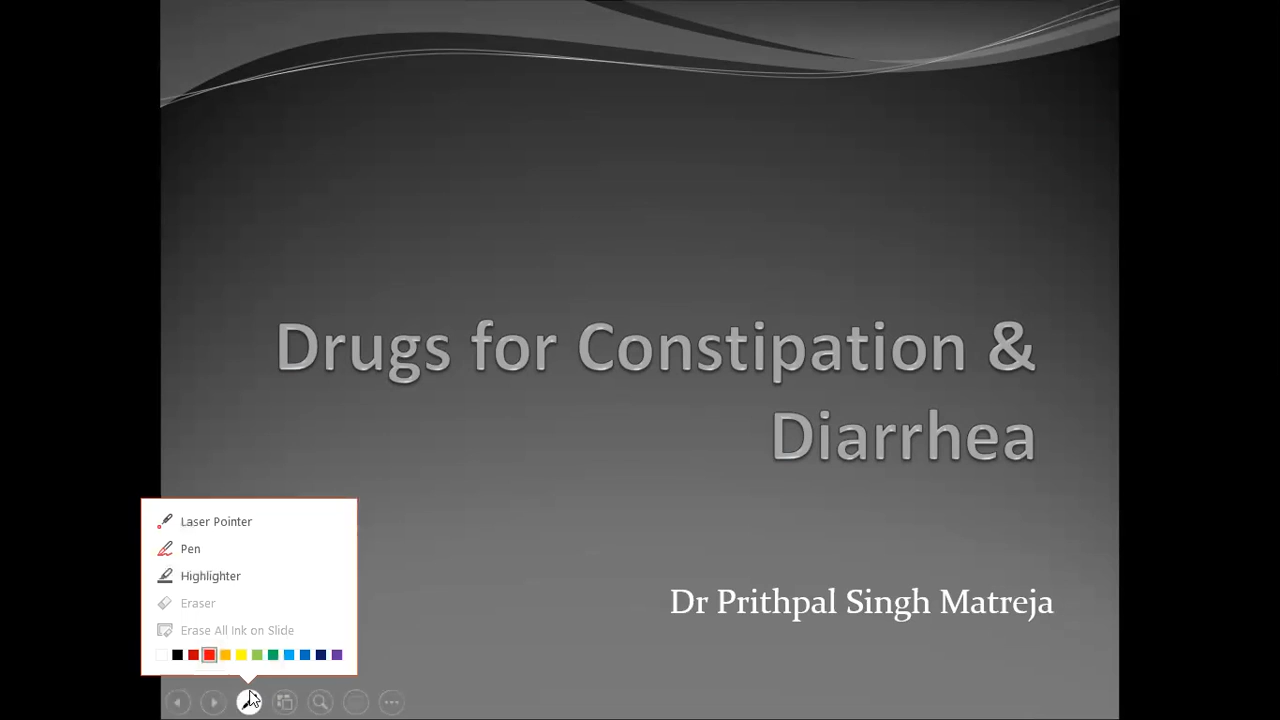 Drugs for Constipation &
Diarrhea
Dr Prithpal Singh Matreja
Laser Pointer
Pen
Highlighter
Eraser
Erase All Ink on Slide